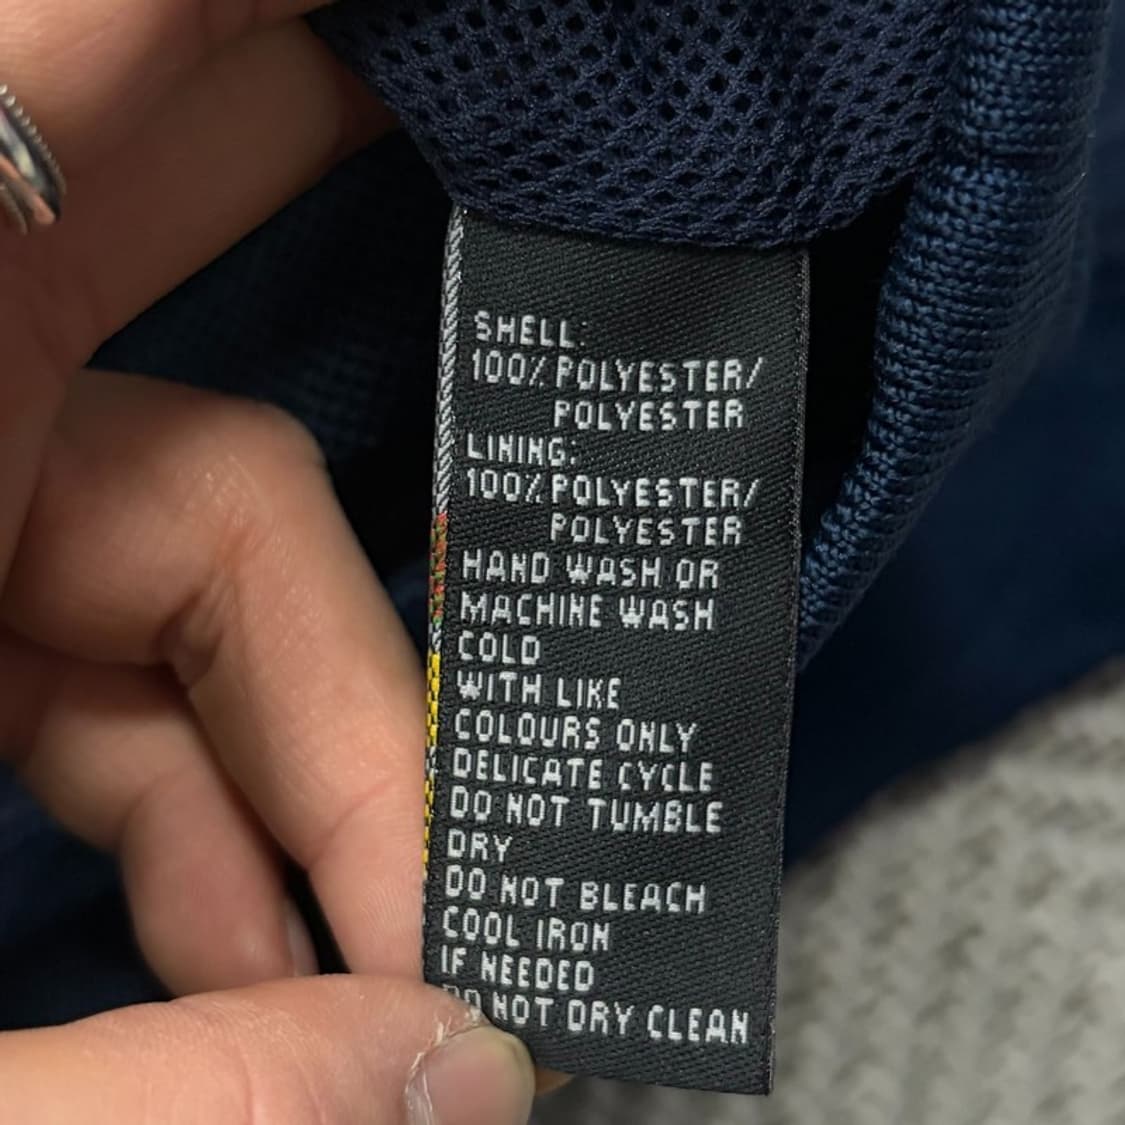 SHELL:
100% POLYESTER/
POLYESTER
LINING:
100% POLYESTER/
POLYESTER
HAND WASH OR
MACHINE WASH
COLD
WITH LIKE
COLOURS ONLY
DELICATE CYCLE
DO NOT TUMBLE
DRY
DO NOT BLEACH
COOL IRON
IF NEEDED
DO NOT DRY CLEAN